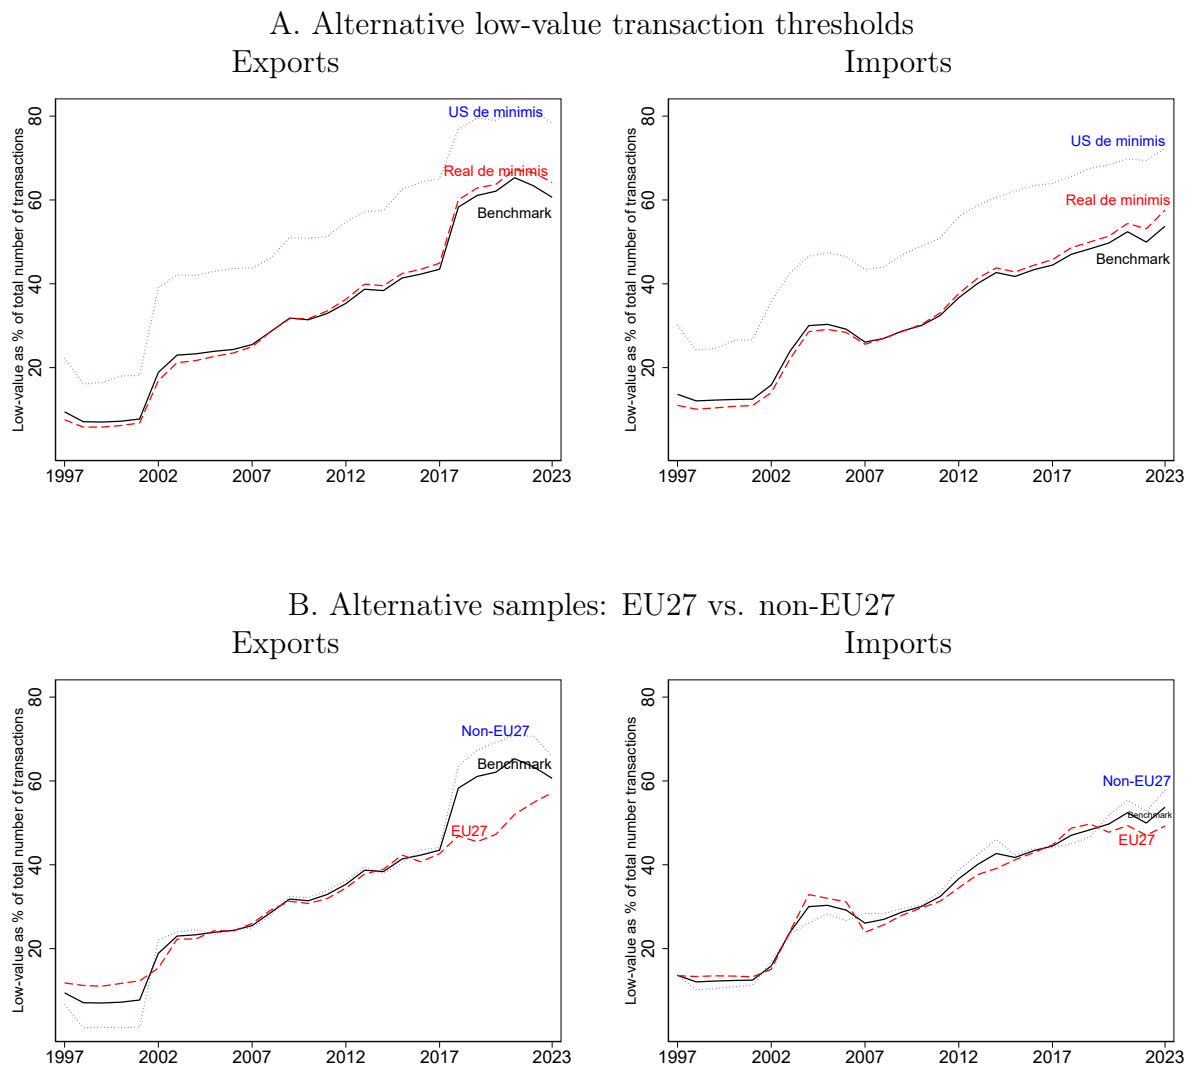 A. Alternative low-value transaction thresholds
Exports
Imports
Low-value as % of total number of transactions
80
60
40
20
US de minimis
Real de minimis
Benchmark
1997 2002 2007 2012 2017 2023
Low-value as % of total number of transactions
80
60
40
20
US de minimis
Real de minimis
Benchmark
1997 2002 2007 2012 2017 2023
B. Alternative samples: EU27 vs. non-EU27
Exports
Imports
Low-value as % of total number of transactions
80
60
40
20
Non-EU27
Benchmark
EU27
1997 2002 2007 2012 2017 2023
Low-value as % of total number transactions
80
60
40
20
Non-EU27
Benchmark
EU27
1997 2002 2007 2012 2017 2023